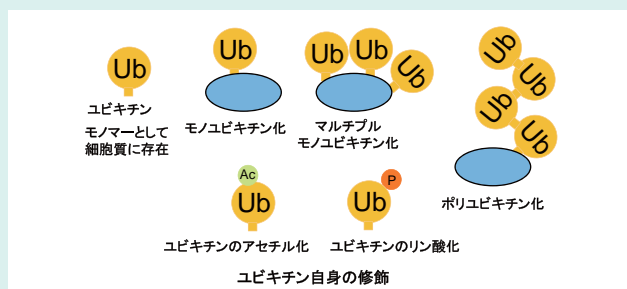 Ub
ユビキチン
モノマーとして
細胞質に存在
Ub
モノユビキチン化
Ub
Ub
Ub
マルチプル
モノユビキチン化
Ub
Ub
Ub
Ub
ポリユビキチン化
Ac
Ub
ユビキチンのアセチル化
P
Ub
ユビキチンのリン酸化
ユビキチン自身の修飾